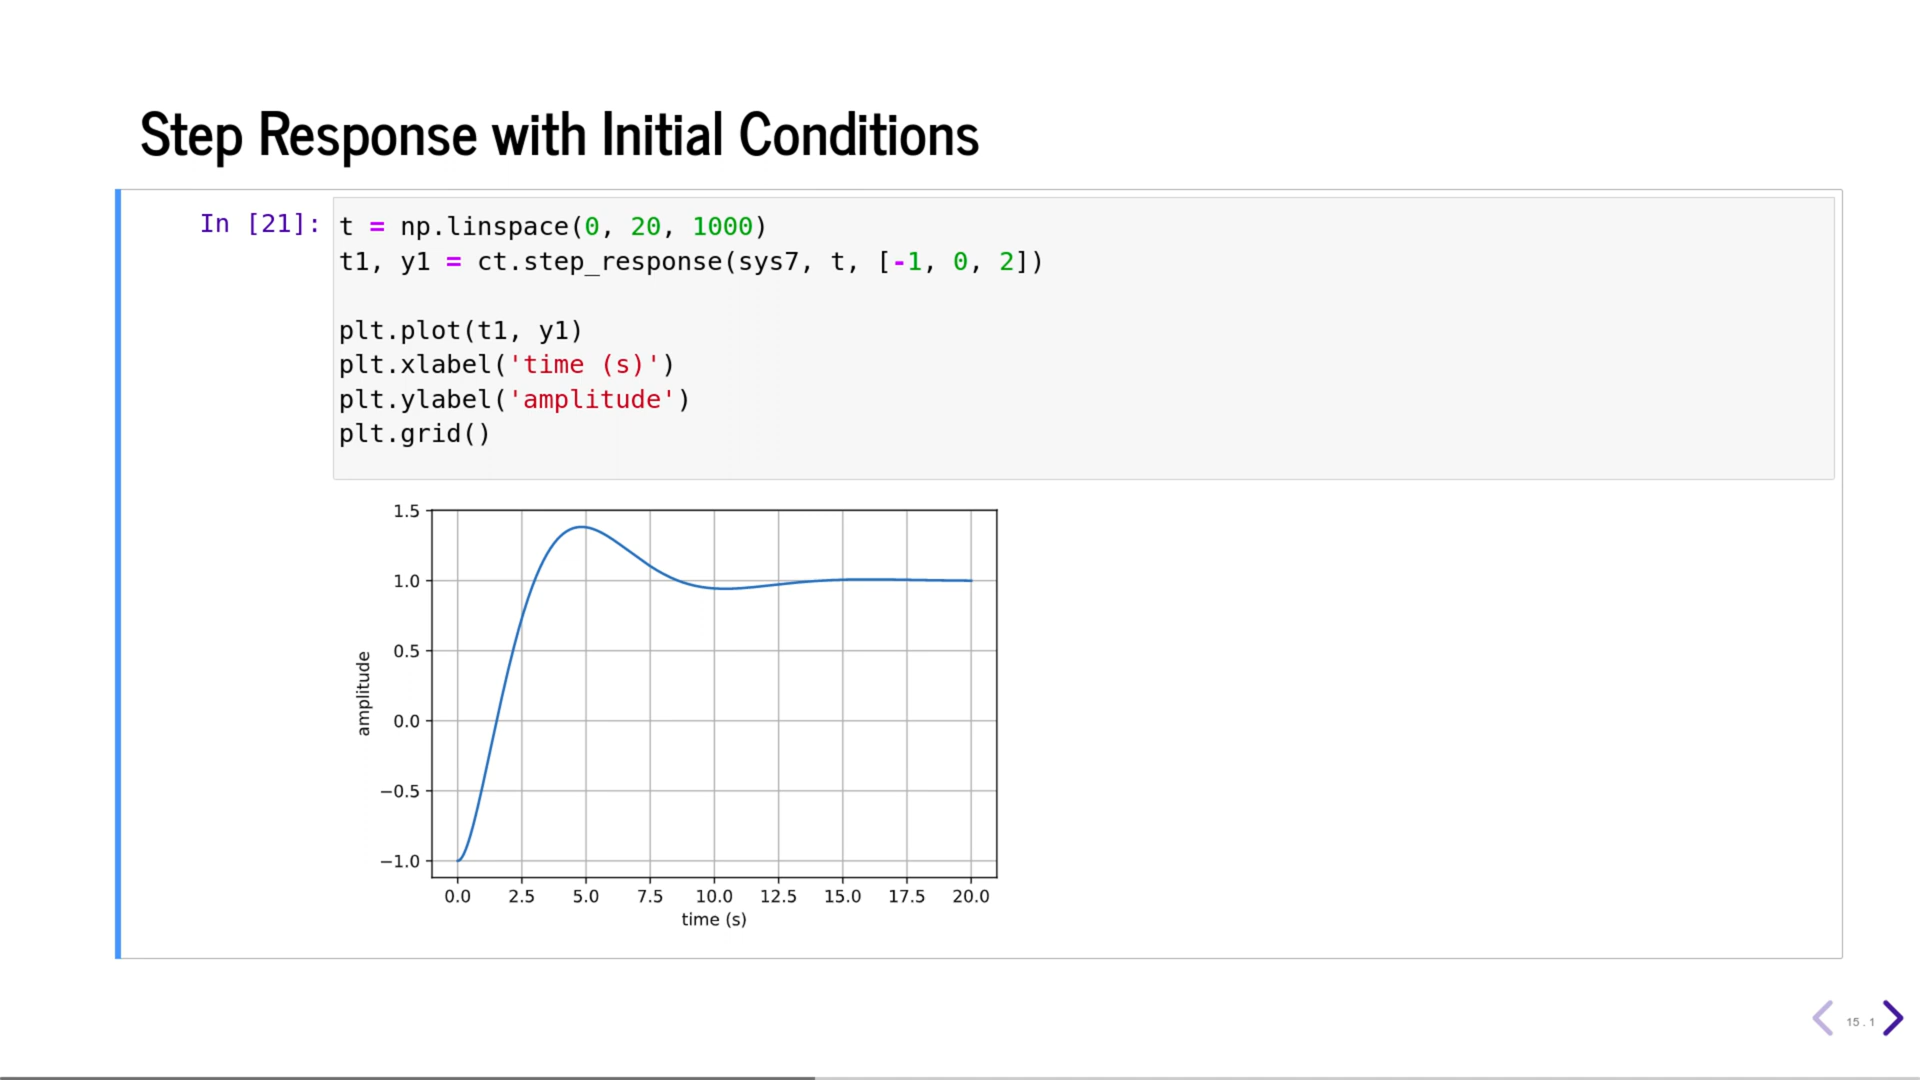 Step Response with Initial Conditions
In [21]:
t = np.linspace(0, 20, 1000)
t1, y1 = ct.step_response(sys7, t, [-1, 0, 2])
plt.plot(t1, y1)
plt.xlabel('time (s)')
plt.ylabel('amplitude')
plt.grid()
1.5
1.0
0.5
0.0
−0.5
−1.0
amplitude
0.0 2.5 5.0 7.5 10.0 12.5 15.0 17.5 20.0
time (s)
15.1